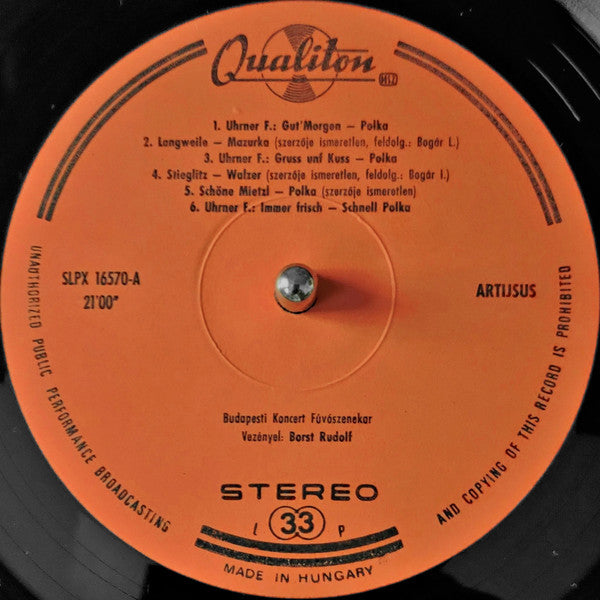 Qualiton
1. Uhrner F.: Gut'Morgen – Polka
2. Langweile – Mazurka (szerzője ismeretlen, feldolg.: Bogár I.)
3. Uhrner F.: Gruss unf Kuss – Polka
4. Stieglitz – Walzer (szerzője ismeretlen, feldolg.: Bogár I.)
5. Schöne Mietzl – Polka (szerzője ismeretlen)
6. Uhrner F.: Immer frisch – Schnell Polka
SLPX 16570-A
21'00"
ARTIJSUS
Budapesti Koncert Fúvószenekar
Vezényel: Borst Rudolf
STEREO
l 33 p
MADE IN HUNGARY
UNAUTHORIZED PUBLIC PERFORMANCE BROADCASTING
AND COPYING OF THIS RECORD IS PROHIBITED